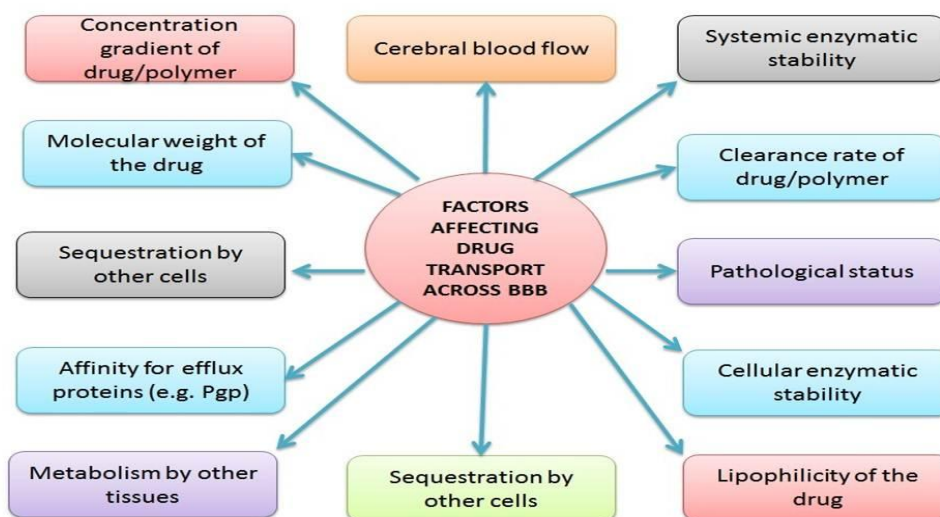 Concentration
gradient of
drug/polymer
Cerebral blood flow
Systemic enzymatic
stability
Molecular weight of
the drug
Clearance rate of
drug/polymer
FACTORS
AFFECTING
DRUG
TRANSPORT
ACROSS BBB
Sequestration by
other cells
Pathological status
Affinity for efflux
proteins (e.g. Pgp)
Cellular enzymatic
stability
Metabolism by other
tissues
Sequestration by
other cells
Lipophilicity of the
drug